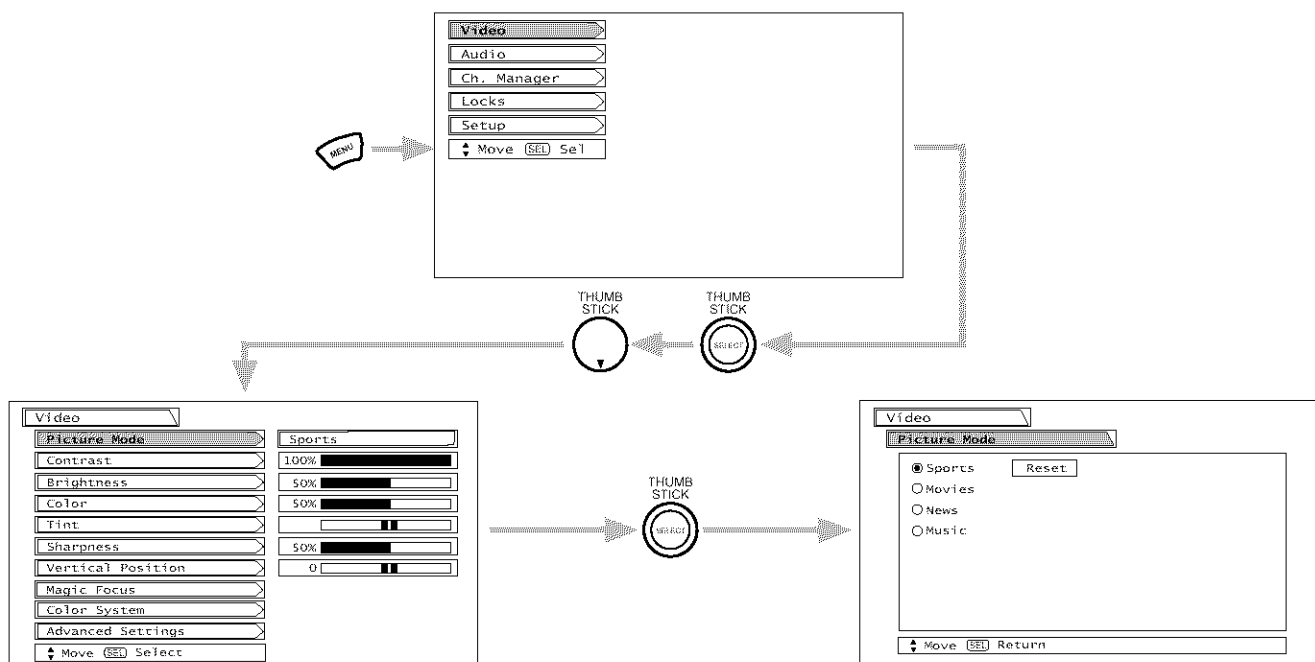 Video
Audio
Ch. Manager
Locks
Setup
Move SEL Sel
MENU
THUMB
STICK
THUMB
STICK
SELECT
Video
Picture Mode Sports
Contrast 100%
Brightness 50%
Color 50%
Tint
Sharpness 50%
Vertical Position 0
Magic Focus
Color System
Advanced Settings
Move SEL Select
THUMB
STICK
SELECT
Video
Picture Mode
Sports Reset
Movies
News
Music
Move SEL Return